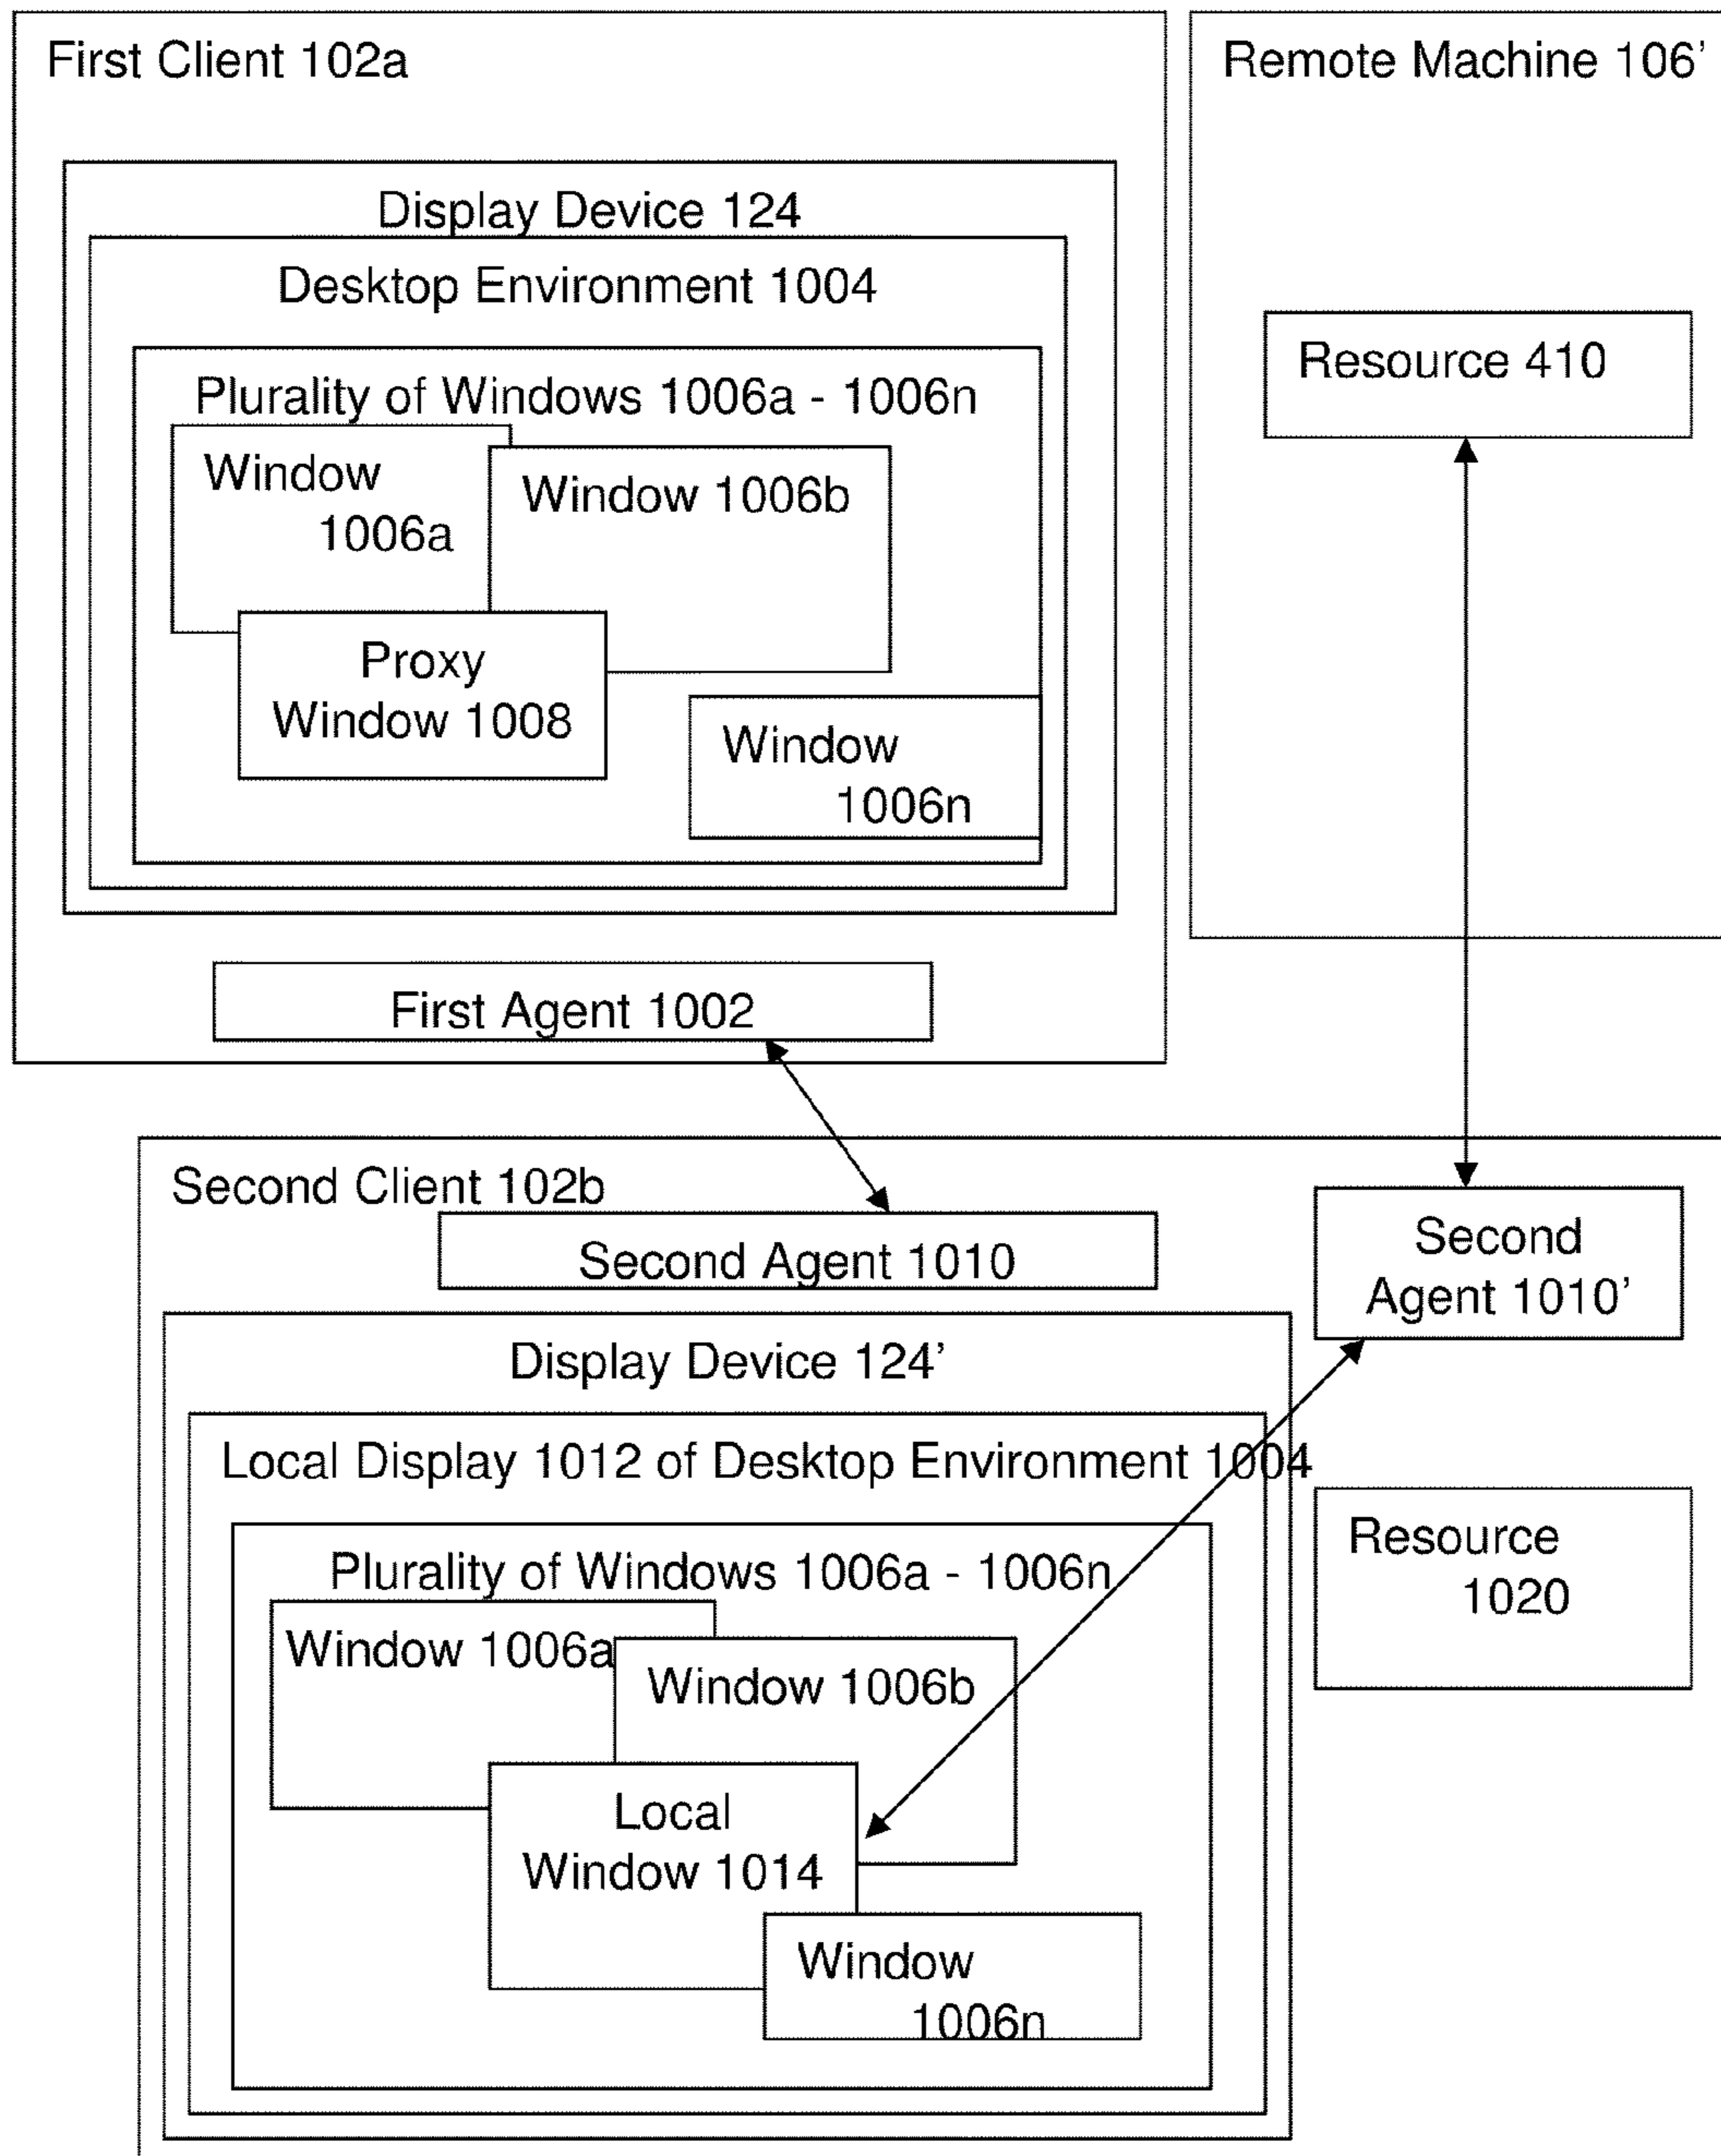 First Client 102a
Remote Machine 106'
Display Device 124
Desktop Environment 1004
Resource 410
Plurality of Windows 1006a - 1006n
Window
1006a
Window 1006b
Proxy
Window 1008
Window
1006n
First Agent 1002
Second Client 102b
Second Agent 1010
Second
Agent 1010'
Display Device 124'
Local Display 1012 of Desktop Environment 1004
Resource
1020
Plurality of Windows 1006a - 1006n
Window 1006a
Window 1006b
Local
Window 1014
Window
1006n